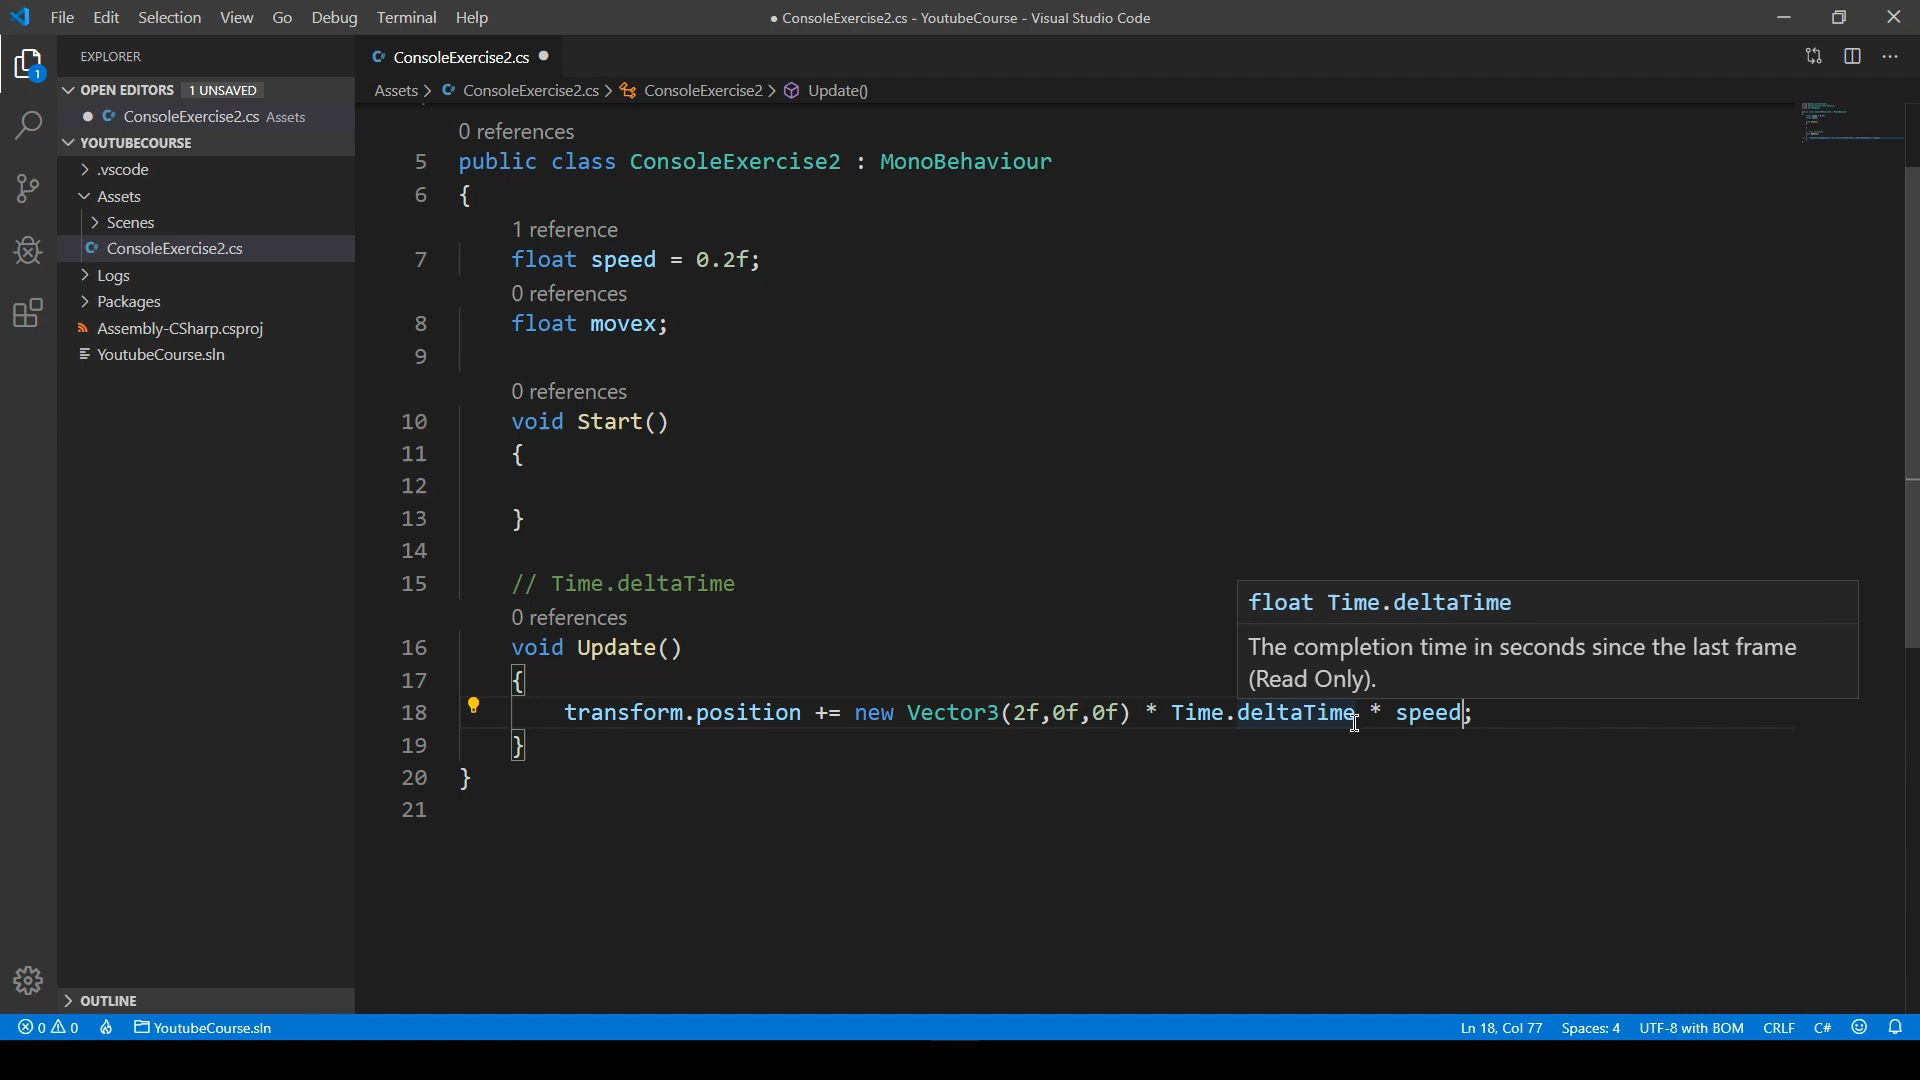 File Edit Selection View Go Debug Terminal Help
● ConsoleExercise2.cs - YoutubeCourse - Visual Studio Code
EXPLORER
OPEN EDITORS 1 UNSAVED
ConsoleExercise2.cs Assets
YOUTUBECOURSE
.vscode
Assets
Scenes
ConsoleExercise2.cs
Logs
Packages
Assembly-CSharp.csproj
YoutubeCourse.sln
OUTLINE
1
ConsoleExercise2.cs
Assets > ConsoleExercise2.cs > ConsoleExercise2 > Update()
0 references
5 public class ConsoleExercise2 : MonoBehaviour
6 {
1 reference
7 float speed = 0.2f;
0 references
8 float movex;
9
0 references
10 void Start()
11 {
12
13 }
14
15 // Time.deltaTime
0 references
16 void Update()
17 {
18 transform.position += new Vector3(2f,0f,0f) * Time.deltaTime * speed;
19 }
20 }
21
float Time.deltaTime
The completion time in seconds since the last frame
(Read Only).
0 0 YoutubeCourse.sln
Ln 18, Col 77 Spaces: 4 UTF-8 with BOM CRLF C#